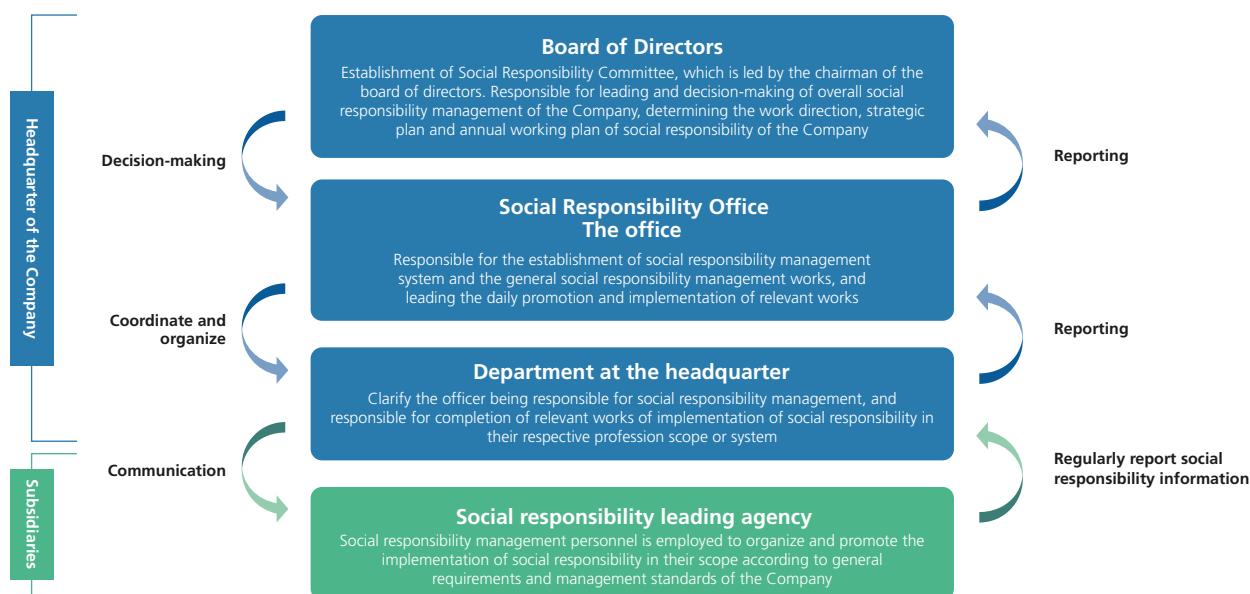 Headquarter of the Company
Board of Directors
Establishment of Social Responsibility Committee, which is led by the chairman of the
board of directors. Responsible for leading and decision-making of overall social
responsibility management of the Company, determining the work direction, strategic
plan and annual working plan of social responsibility of the Company
Decision-making
Reporting
Social Responsibility Office
The office
Responsible for the establishment of social responsibility management
system and the general social responsibility management works, and
leading the daily promotion and implementation of relevant works
Coordinate and
organize
Reporting
Department at the headquarter
Clarify the officer being responsible for social responsibility management, and
responsible for completion of relevant works of implementation of social responsibility in
their respective profession scope or system
Communication
Regularly report social
responsibility information
Subsidiaries
Social responsibility leading agency
Social responsibility management personnel is employed to organize and promote the
implementation of social responsibility in their scope according to general
requirements and management standards of the Company